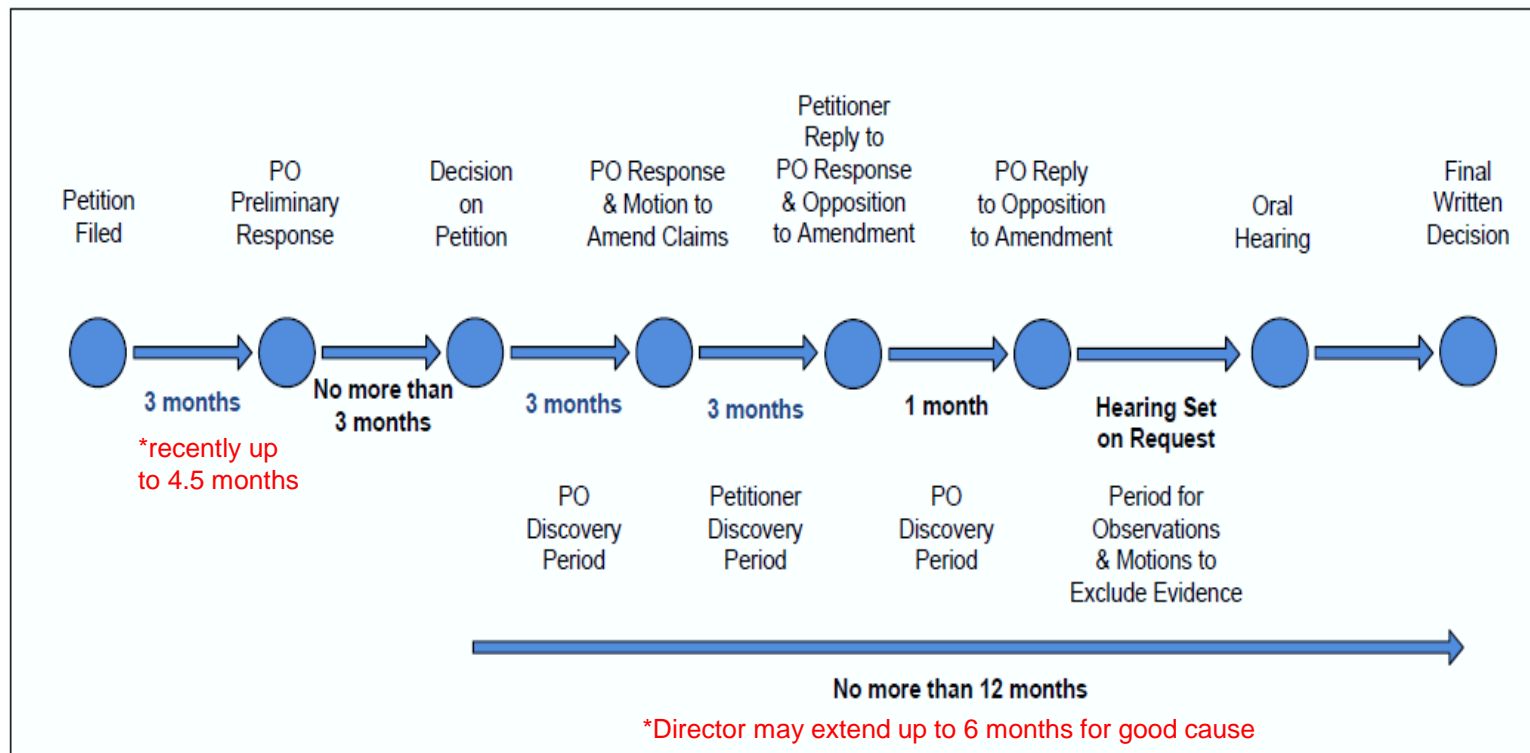 Petition
Filed
PO
Preliminary
Response
Decision
on
Petition
PO Response
& Motion to
Amend Claims
Petitioner
Reply to
PO Response
& Opposition
to Amendment
PO Reply
to Opposition
to Amendment
Oral
Hearing
Final
Written
Decision
3 months
*recently up
to 4.5 months
No more than
3 months
3 months
3 months
1 month
Hearing Set
on Request
PO
Discovery
Period
Petitioner
Discovery
Period
PO
Discovery
Period
Period for
Observations
& Motions to
Exclude Evidence
No more than 12 months
*Director may extend up to 6 months for good cause